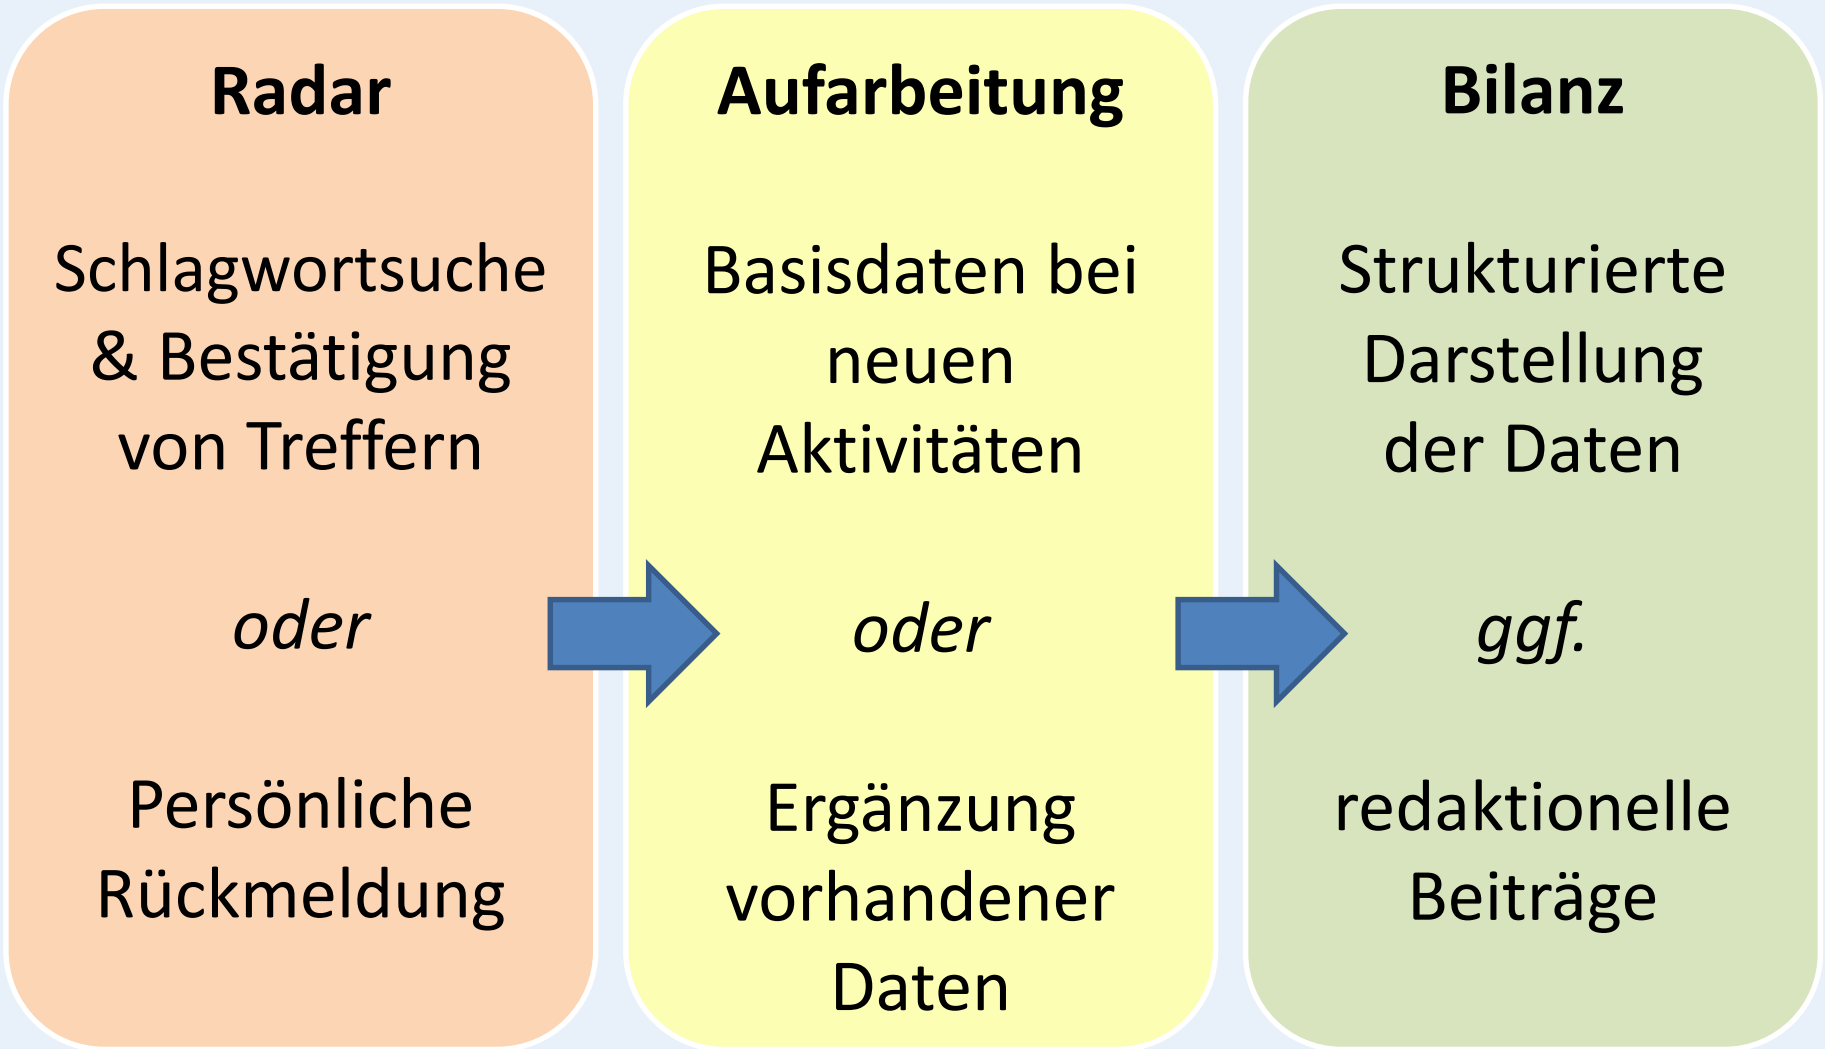 Radar
Schlagwortsuche
& Bestätigung
von Treffern
oder
Persönliche
Rückmeldung
Aufarbeitung
Basisdaten bei
neuen
Aktivitäten
oder
Ergänzung
vorhandener
Daten
Bilanz
Strukturierte
Darstellung
der Daten
ggf.
redaktionelle
Beiträge